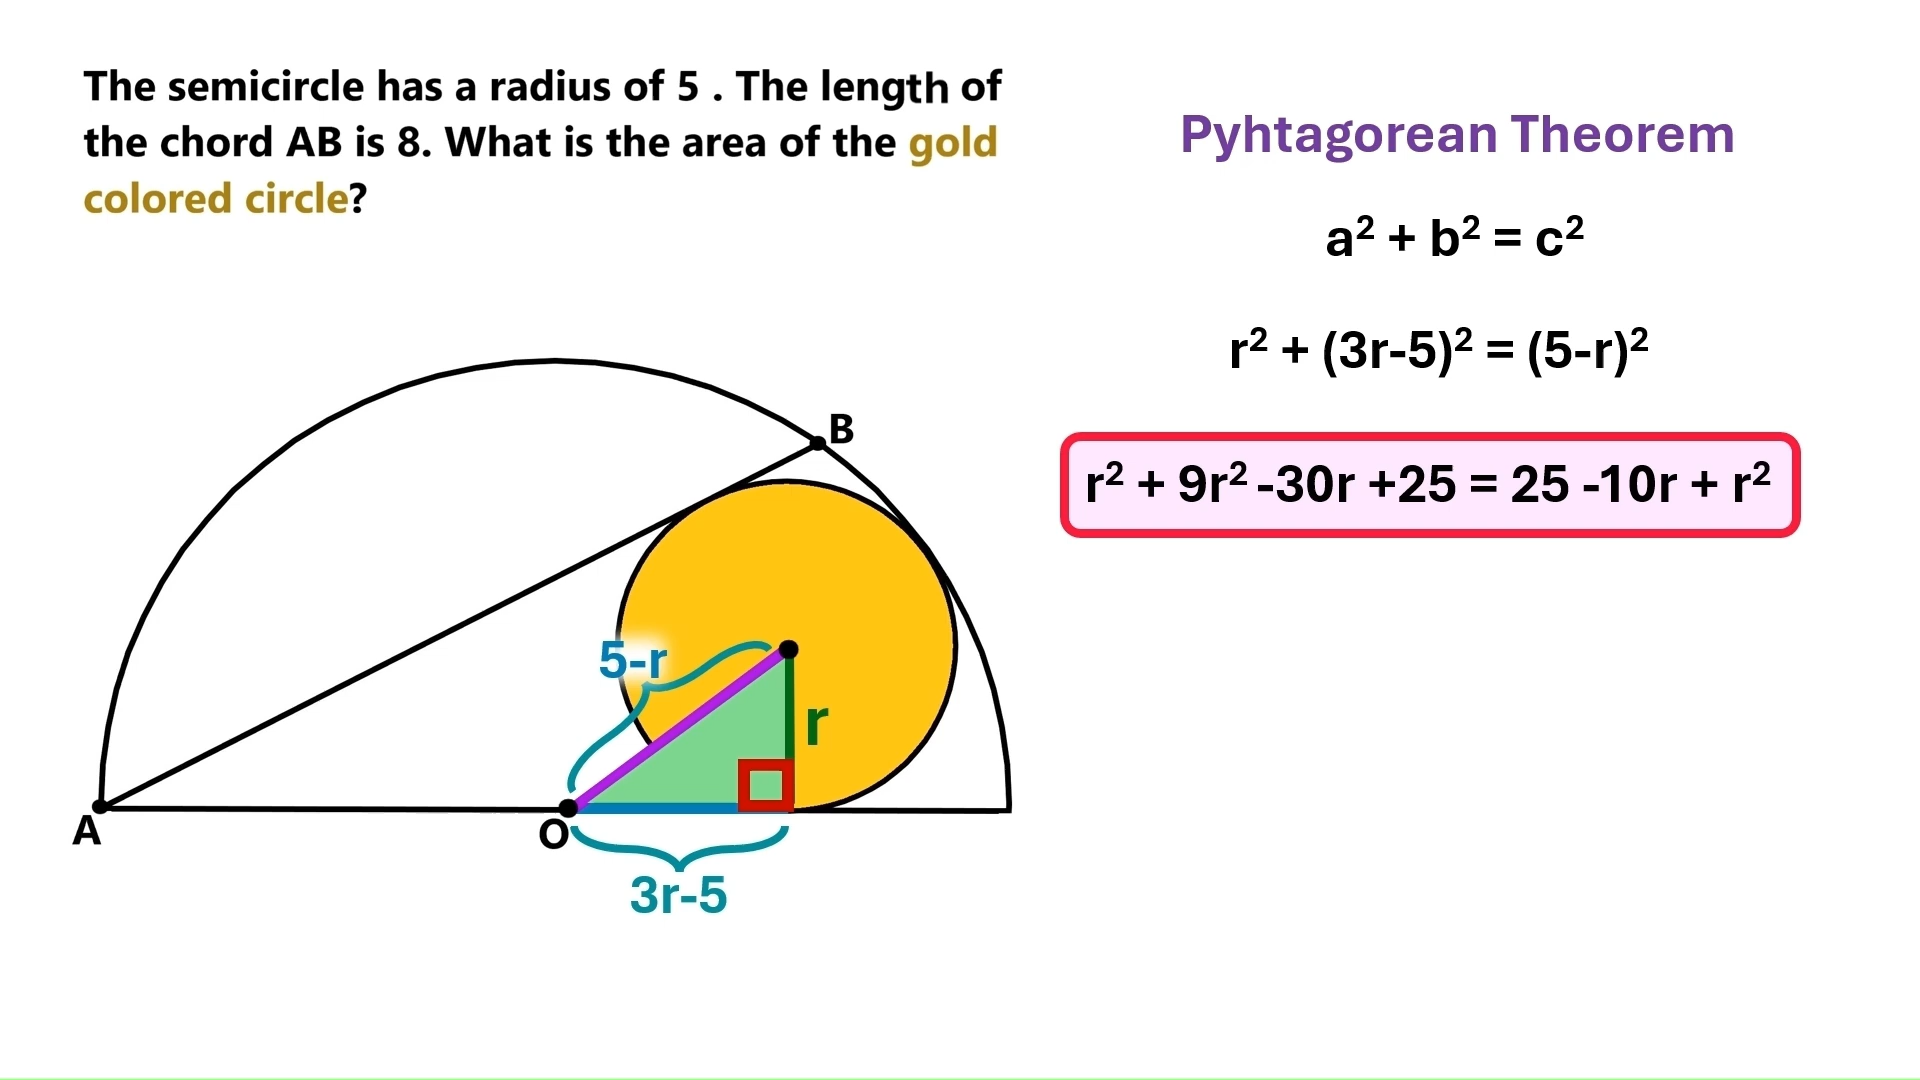 The semicircle has a radius of 5 . The length of
the chord AB is 8. What is the area of the gold
colored circle?
Pyhtagorean Theorem
a² + b² = c²
r² + (3r-5)² = (5-r)²
r² + 9r² -30r +25 = 25 -10r + r²
B
5-r
r
A
O
3r-5